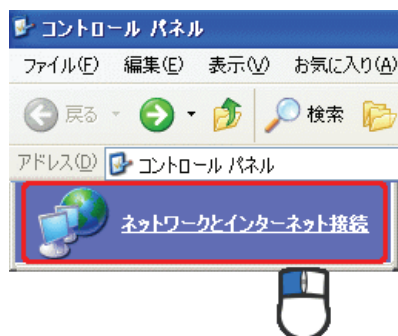 コントロール パネル
ファイル(F) 編集(E) 表示(V) お気に入り(A)
戻る 検索
アドレス(D) コントロール パネル
ネットワークとインターネット接続